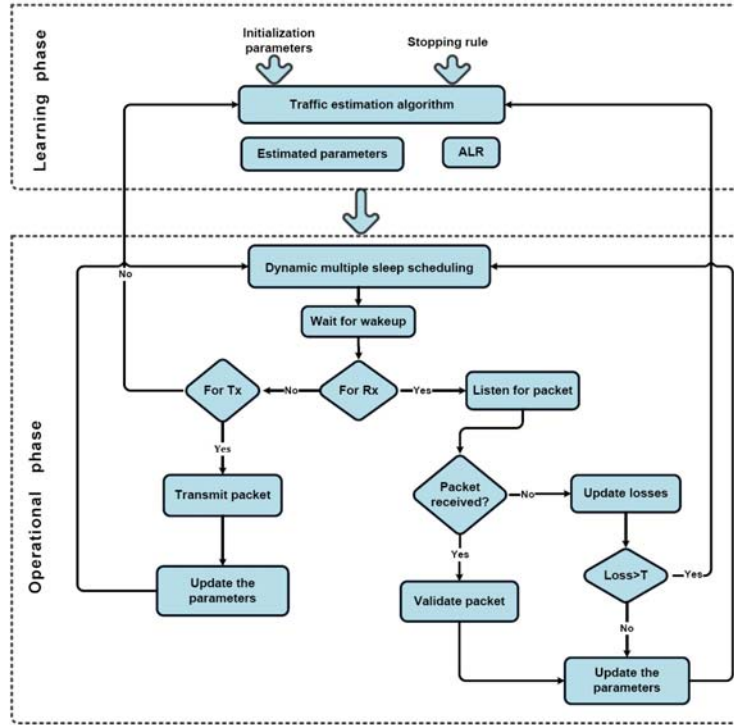 Learning phase
Initialization
parameters
Stopping rule
Traffic estimation algorithm
Estimated parameters
ALR
Operational phase
No
Dynamic multiple sleep scheduling
Wait for wakeup
For Tx
No
For Rx
Yes
Listen for packet
Yes
Transmit packet
Packet
received?
No
Update losses
Yes
Loss>T
Yes
Update the
parameters
Validate packet
No
Update the
parameters